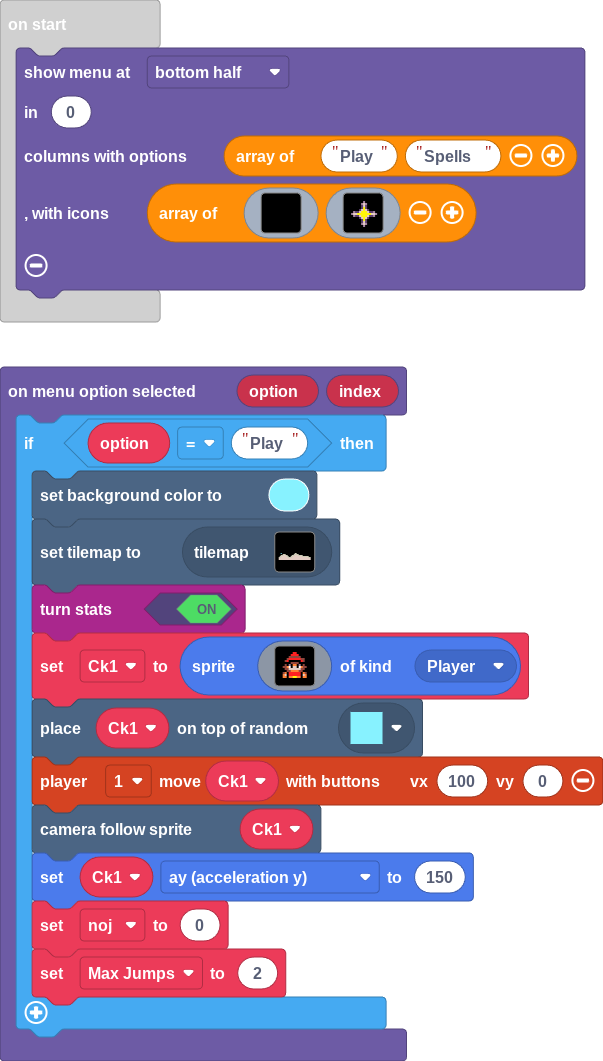 on start
show menu at bottom half
in 0
columns with options array of "Play" "Spells"
, with icons array of
on menu option selected option index
if option = "Play" then
set background color to
set tilemap to tilemap
turn stats ON
set Ck1 to sprite of kind Player
place Ck1 on top of random
player 1 move Ck1 with buttons vx 100 vy 0
camera follow sprite Ck1
set Ck1 ay (acceleration y) to 150
set noj to 0
set Max Jumps to 2